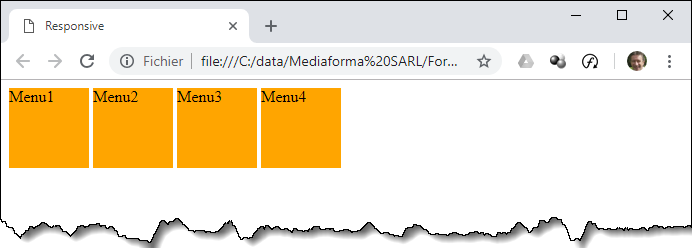 Responsive
Fichier file:///C:/data/Mediaforma%20SARL/For...
Menu1 Menu2 Menu3 Menu4